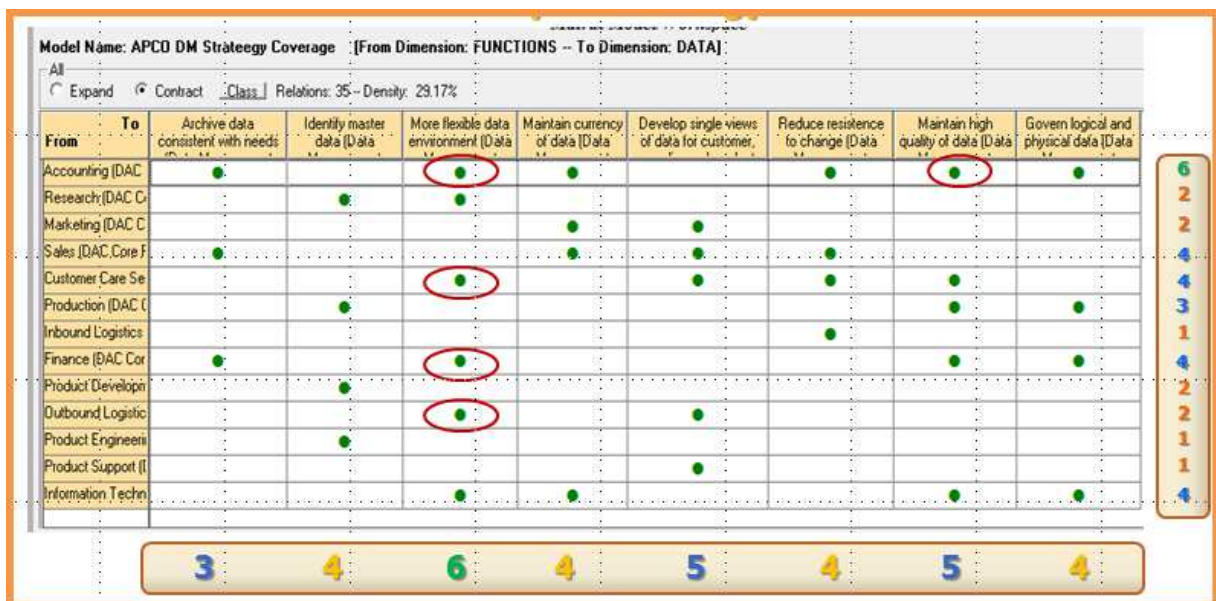 Model Name: APCO DM Strateegy Coverage [From Dimension: FUNCTIONS -- To Dimension: DATA]
All
Expand Contract Class Relations: 35 -- Density: 29.17%
To
From
Archive data
consistent with needs
Identify master
data (Data
More flexible data
environment (Data
Maintain currency
of data (Data
Develop single views
of data for customer,
Reduce resistence
to change (Data
Maintain high
quality of data (Data
Govern logical and
physical data (Data
Accounting (DAC 6
Research (DAC C 2
Marketing (DAC C 2
Sales (DAC Core F 4
Customer Care Se 4
Production (DAC C 3
Inbound Logistics 1
Finance (DAC Cor 4
Product Developm 2
Outbound Logistic 2
Product Engineeri 1
Product Support (D 1
Information Techn 4
3 4 6 4 5 4 5 4